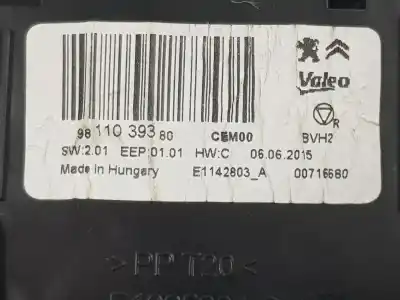 Valeo
R
98 110 393 80 CEM00 BVH2
SW:2.01 EEP:01.01 HW:C 06.06.2015
Made in Hungary E1142803_A 00716680
>PP T20<